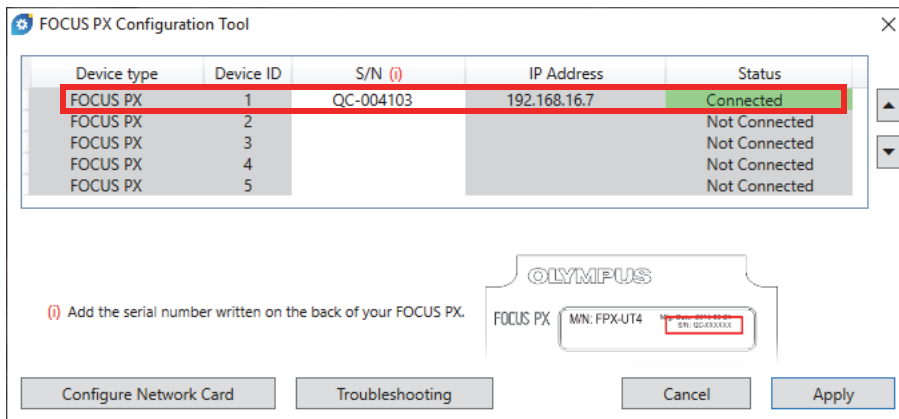 FOCUS PX Configuration Tool
Device type Device ID S/N (i) IP Address Status
FOCUS PX 1 QC-004103 192.168.16.7 Connected
FOCUS PX 2 Not Connected
FOCUS PX 3 Not Connected
FOCUS PX 4 Not Connected
FOCUS PX 5 Not Connected
OLYMPUS
(i) Add the serial number written on the back of your FOCUS PX.
FOCUS PX M/N: FPX-UT4
S/N: QC-XXXXXX
Configure Network Card Troubleshooting Cancel Apply